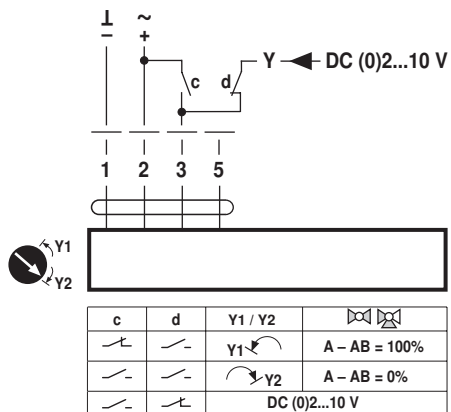 ⊥ ~
− +
c d Y DC (0)2...10 V
1 2 3 5
Y1
Y2
c d Y1 / Y2
Y1 A – AB = 100%
Y2 A – AB = 0%
DC (0)2...10 V